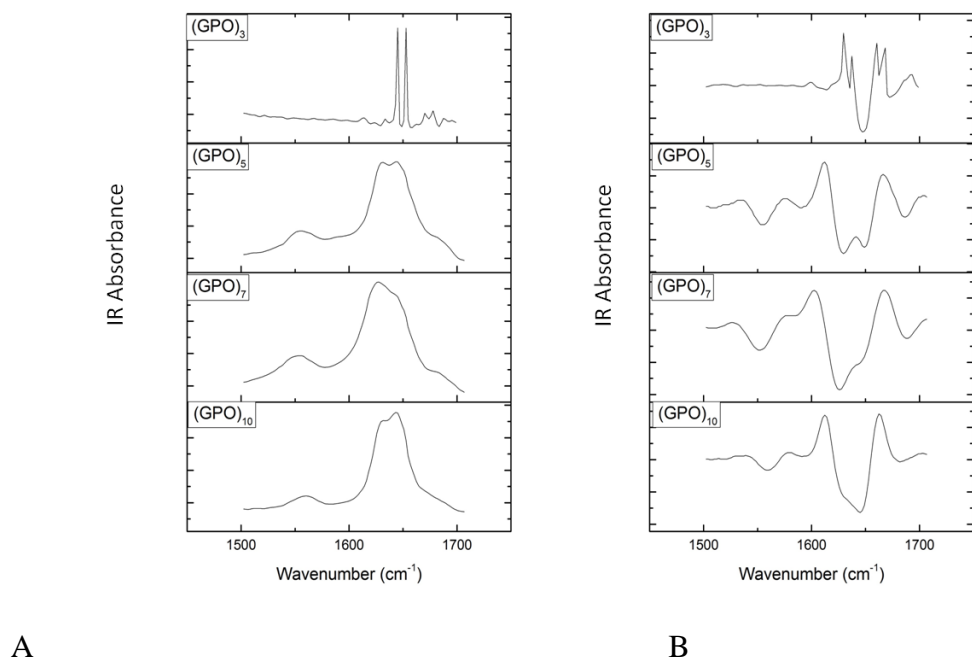 (GPO)3
(GPO)5
(GPO)7
(GPO)10
IR Absorbance
1500 1600 1700
Wavenumber (cm-1)
A
(GPO)3
(GPO)5
(GPO)7
(GPO)10
IR Absorbance
1500 1600 1700
Wavenumber (cm-1)
B